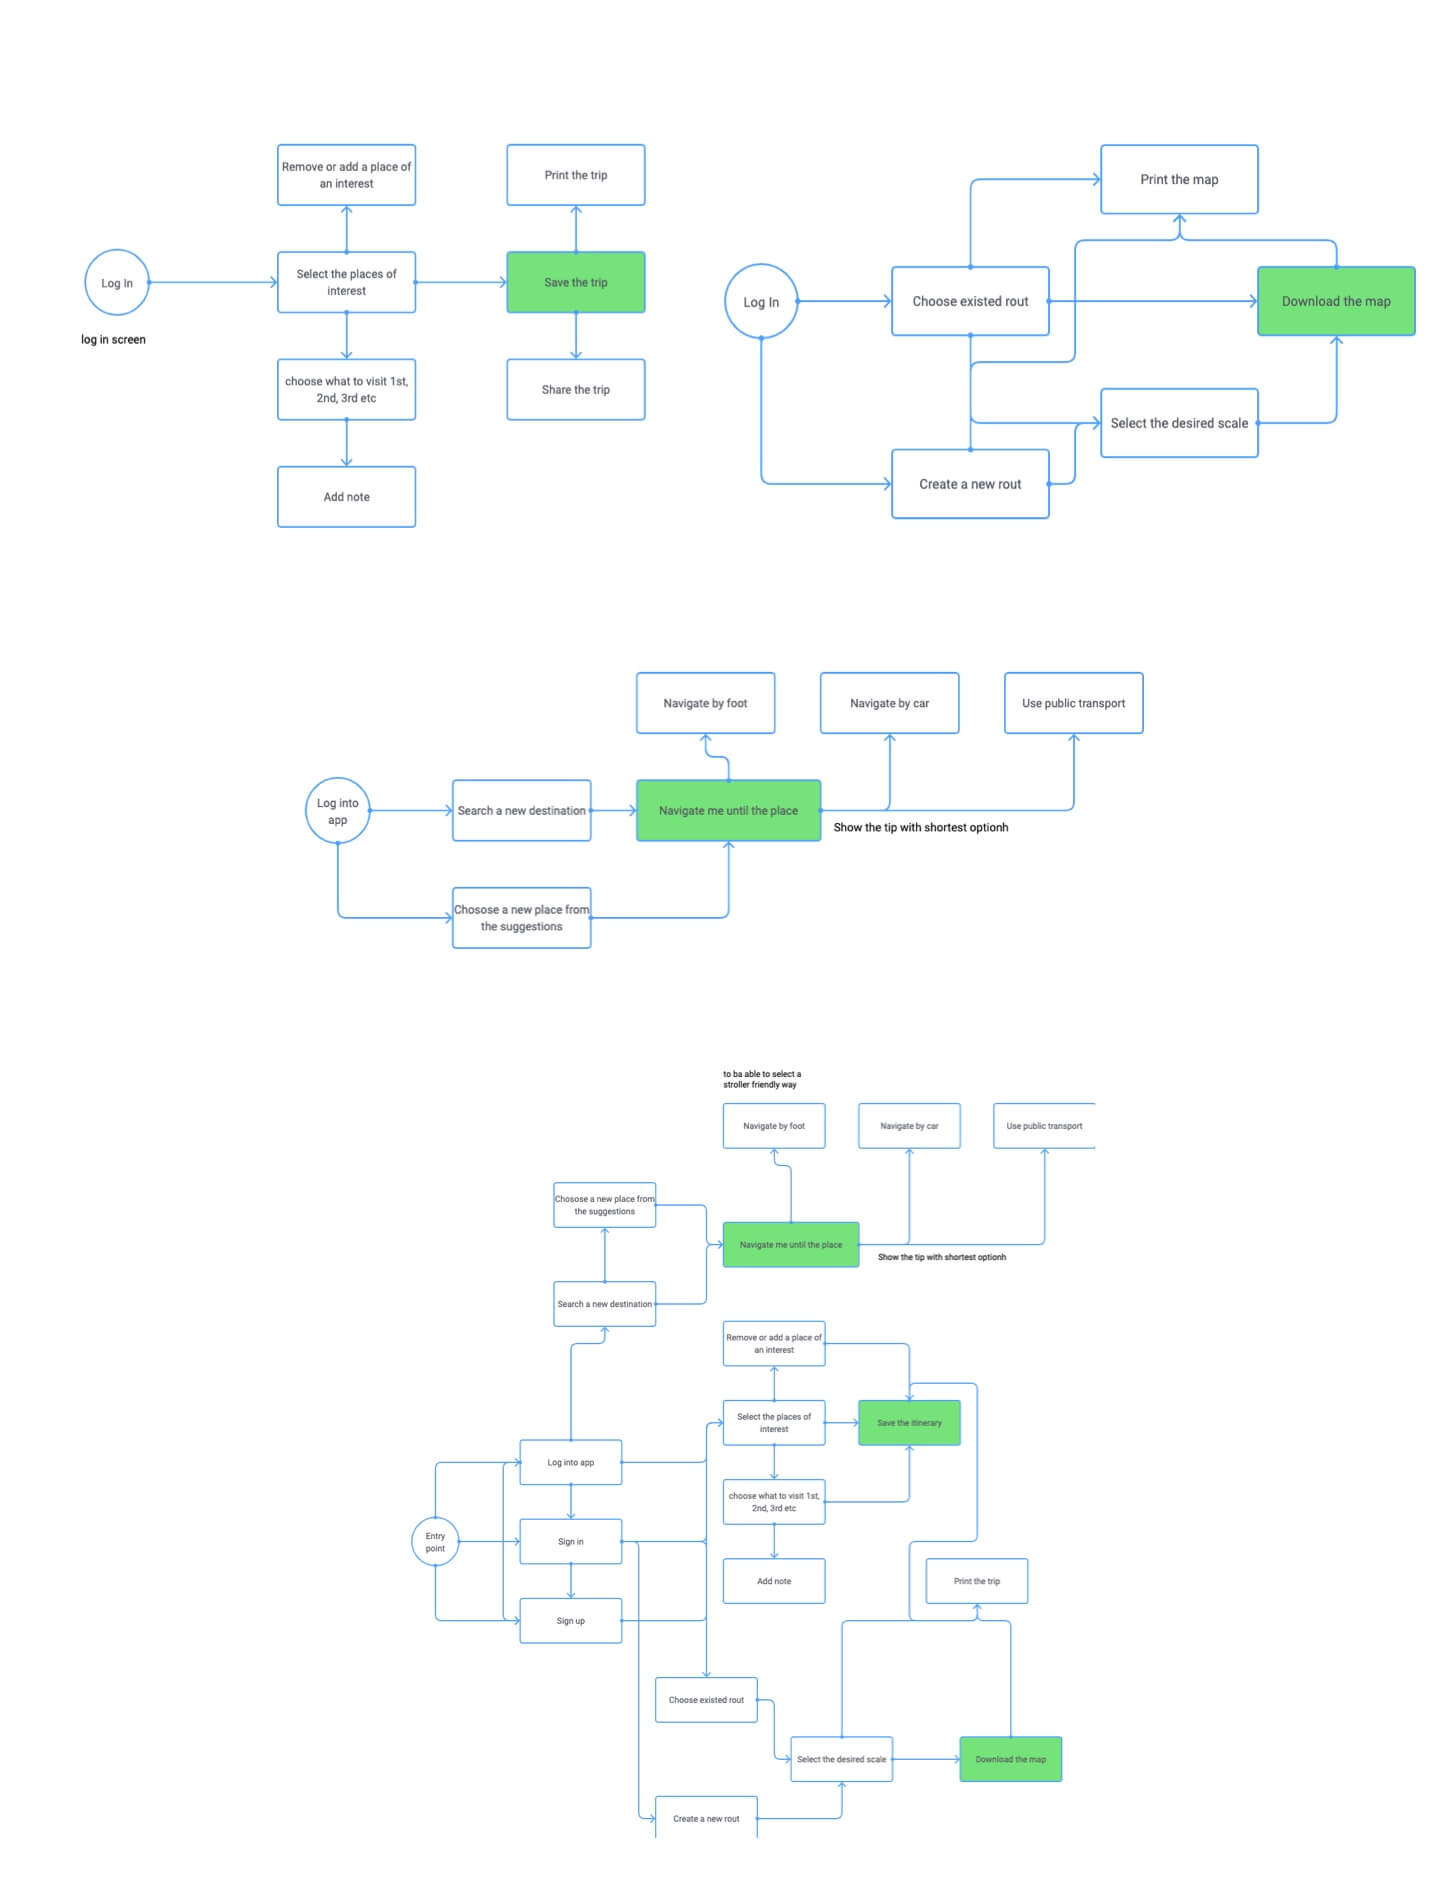 Remove or add a place of
an interest
Print the trip
Log In
Select the places of
interest
Save the trip
log in screen
choose what to visit 1st,
2nd, 3rd etc
Share the trip
Add note
Print the map
Log In
Choose existed rout
Download the map
Select the desired scale
Create a new rout
Navigate by foot
Navigate by car
Use public transport
Log into
app
Search a new destination
Navigate me until the place
Show the tip with shortest optionh
Chosose a new place from
the suggestions
to ba able to select a
stroller friendly way
Navigate by foot
Navigate by car
Use public transport
Chosose a new place from
the suggestions
Navigate me until the place
Show the tip with shortest optionh
Search a new destination
Remove or add a place of
an interest
Select the places of
interest
Save the itinerary
Log into app
choose what to visit 1st,
2nd, 3rd etc
Entry
point
Sign in
Add note
Print the trip
Sign up
Choose existed rout
Select the desired scale
Download the map
Create a new rout